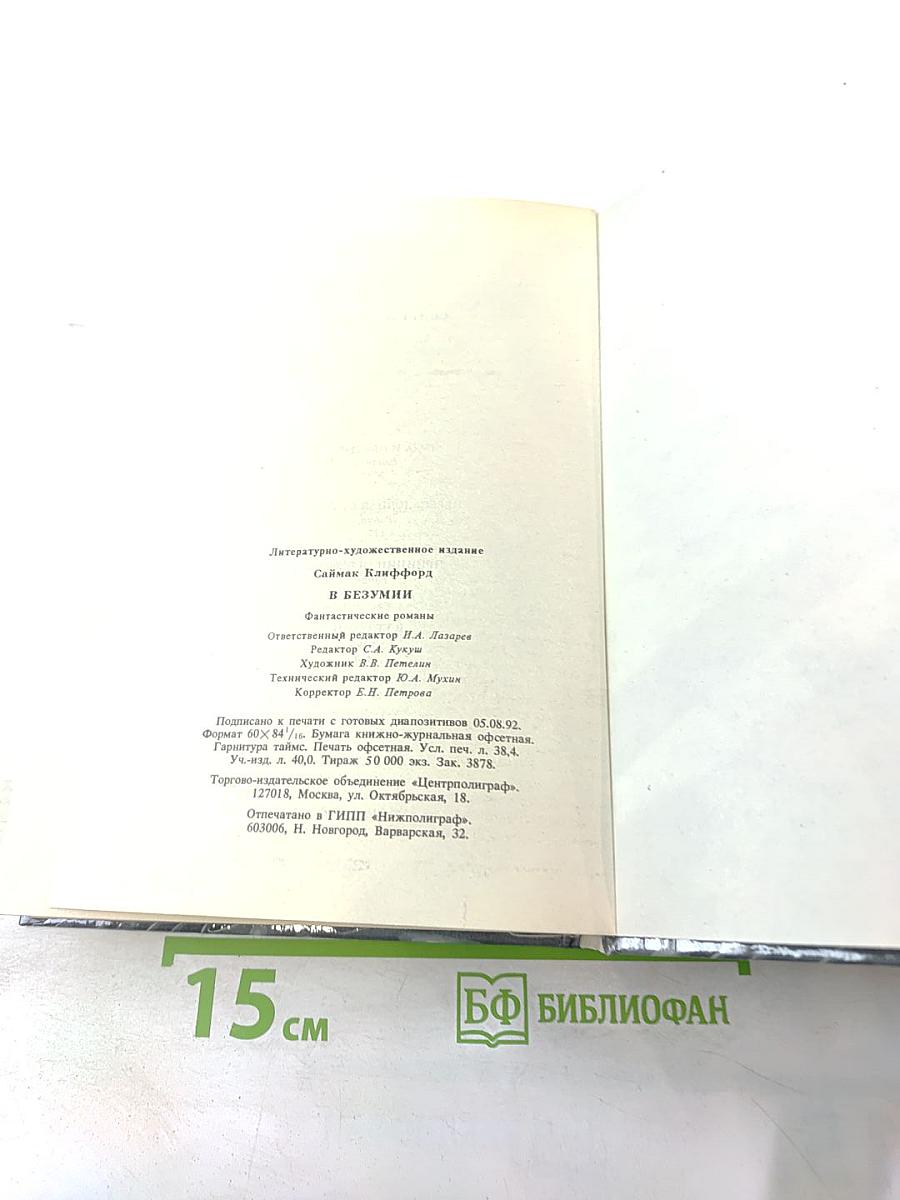 Литературно-художественное издание
Саймак Клиффорд
В БЕЗУМИИ
Фантастические романы
Ответственный редактор И.А. Лазарев
Редактор С.А. Кукуш
Художник В.В. Петелин
Технический редактор Ю.А. Мухин
Корректор Е.Н. Петрова
Подписано к печати с готовых диапозитивов 05.08.92.
Формат 60×84 1/16. Бумага книжно-журнальная офсетная.
Гарнитура таймс. Печать офсетная. Усл. печ. л. 38,4.
Уч.-изд. л. 40,0. Тираж 50 000 экз. Зак. 3878.
Торгово-издательское объединение «Центрполиграф».
127018, Москва, ул. Октябрьская, 18.
Отпечатано в ГИПП «Нижполиграф».
603006, Н. Новгород, Варварская, 32.
15 см
БФ БИБЛИОФАН